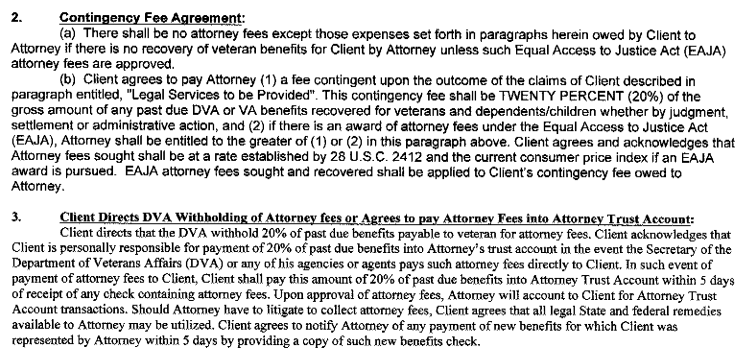 2. Contingency Fee Agreement:
(a) There shall be no attorney fees except those expenses set forth in paragraphs herein owed by Client to
Attorney if there is no recovery of veteran benefits for Client by Attorney unless such Equal Access to Justice Act (EAJA)
attorney fees are approved.
(b) Client agrees to pay Attorney (1) a fee contingent upon the outcome of the claims of Client described in
paragraph entitled, "Legal Services to be Provided". This contingency fee shall be TWENTY PERCENT (20%) of the
gross amount of any past due DVA or VA benefits recovered for veterans and dependents/children whether by judgment,
settlement or administrative action, and (2) if there is an award of attorney fees under the Equal Access to Justice Act
(EAJA), Attorney shall be entitled to the greater of (1) or (2) in this paragraph above. Client agrees and acknowledges that
Attorney fees sought shall be at a rate established by 28 U.S.C. 2412 and the current consumer price index if an EAJA
award is pursued. EAJA attorney fees sought and recovered shall be applied to Client's contingency fee owed to
Attorney.
3. Client Directs DVA Withholding of Attorney fees or Agrees to pay Attorney Fees into Attorney Trust Account:
Client directs that the DVA withhold 20% of past due benefits payable to veteran for attorney fees. Client acknowledges that
Client is personally responsible for payment of 20% of past due benefits into Attorney's trust account in the event the Secretary of the
Department of Veterans Affairs (DVA) or any of his agencies or agents pays such attorney fees directly to Client. In such event of
payment of attorney fees to Client, Client shall pay this amount of 20% of past due benefits into Attorney Trust Account within 5 days
of receipt of any check containing attorney fees. Upon approval of attorney fees, Attorney will account to Client for Attorney Trust
Account transactions. Should Attorney have to litigate to collect attorney fees, Client agrees that all legal State and federal remedies
available to Attorney may be utilized. Client agrees to notify Attorney of any payment of new benefits for which Client was
represented by Attorney within 5 days by providing a copy of such new benefits check.